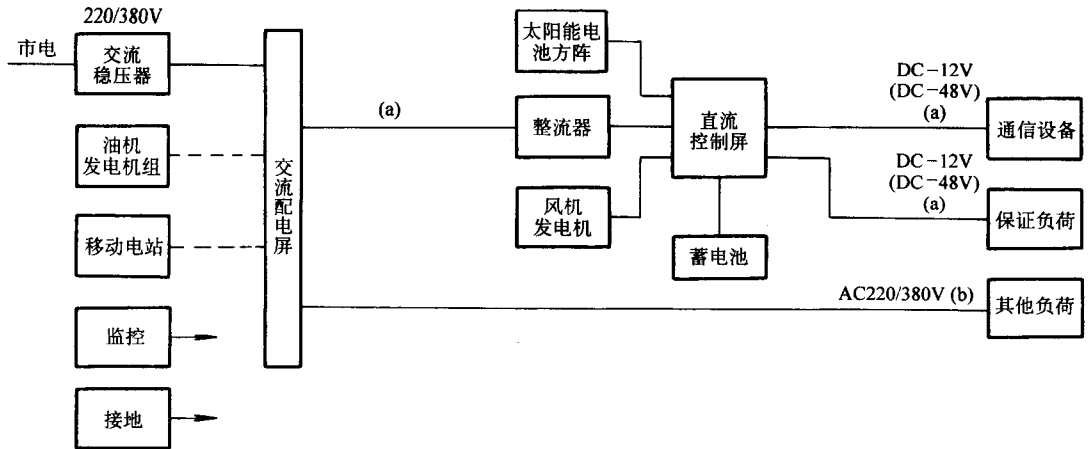 220/380V
市电
交流
稳压器
油机
发电机组
移动电站
监控
接地
交流配电屏
(a)
太阳能电
池方阵
整流器
风机
发电机
直流
控制屏
蓄电池
DC-12V
(DC-48V)
(a)
通信设备
DC-12V
(DC-48V)
(a)
保证负荷
AC220/380V (b)
其他负荷